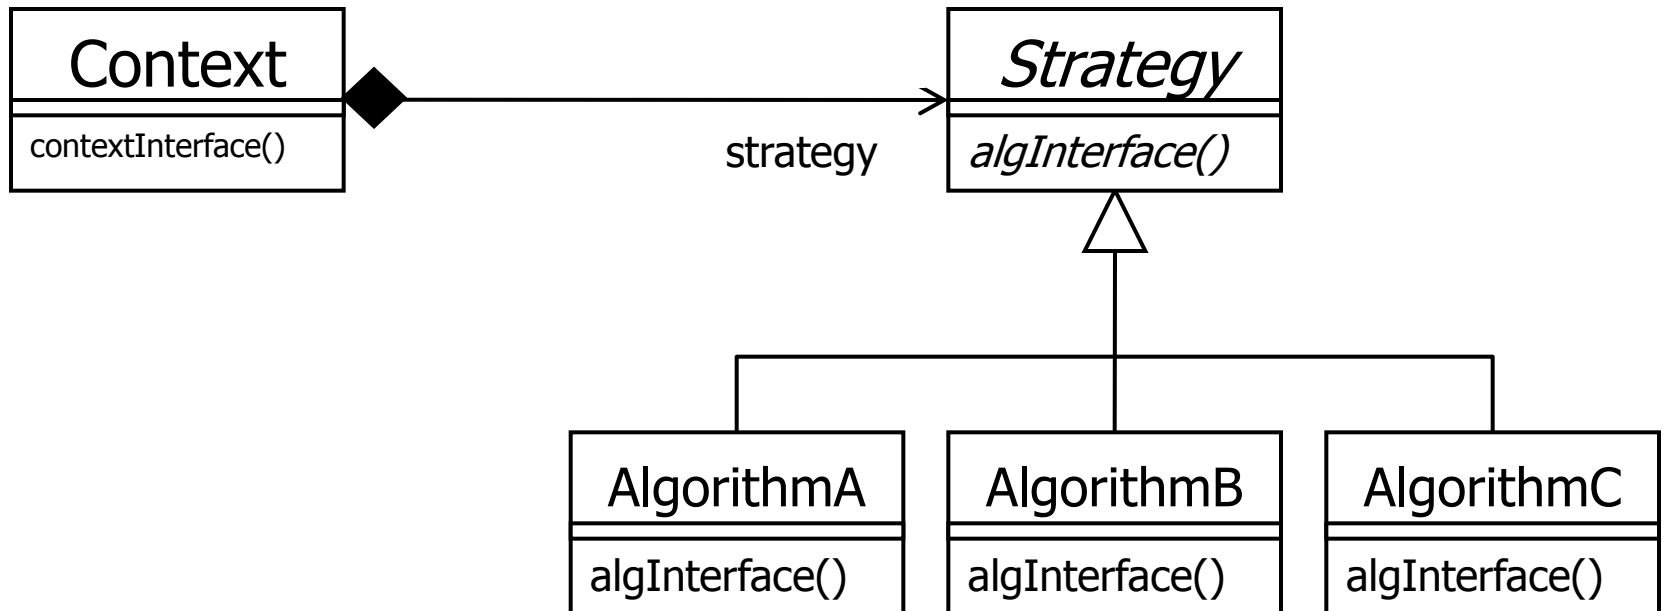 Context
contextInterface()
strategy
Strategy
algInterface()
AlgorithmA
algInterface()
AlgorithmB
algInterface()
AlgorithmC
algInterface()